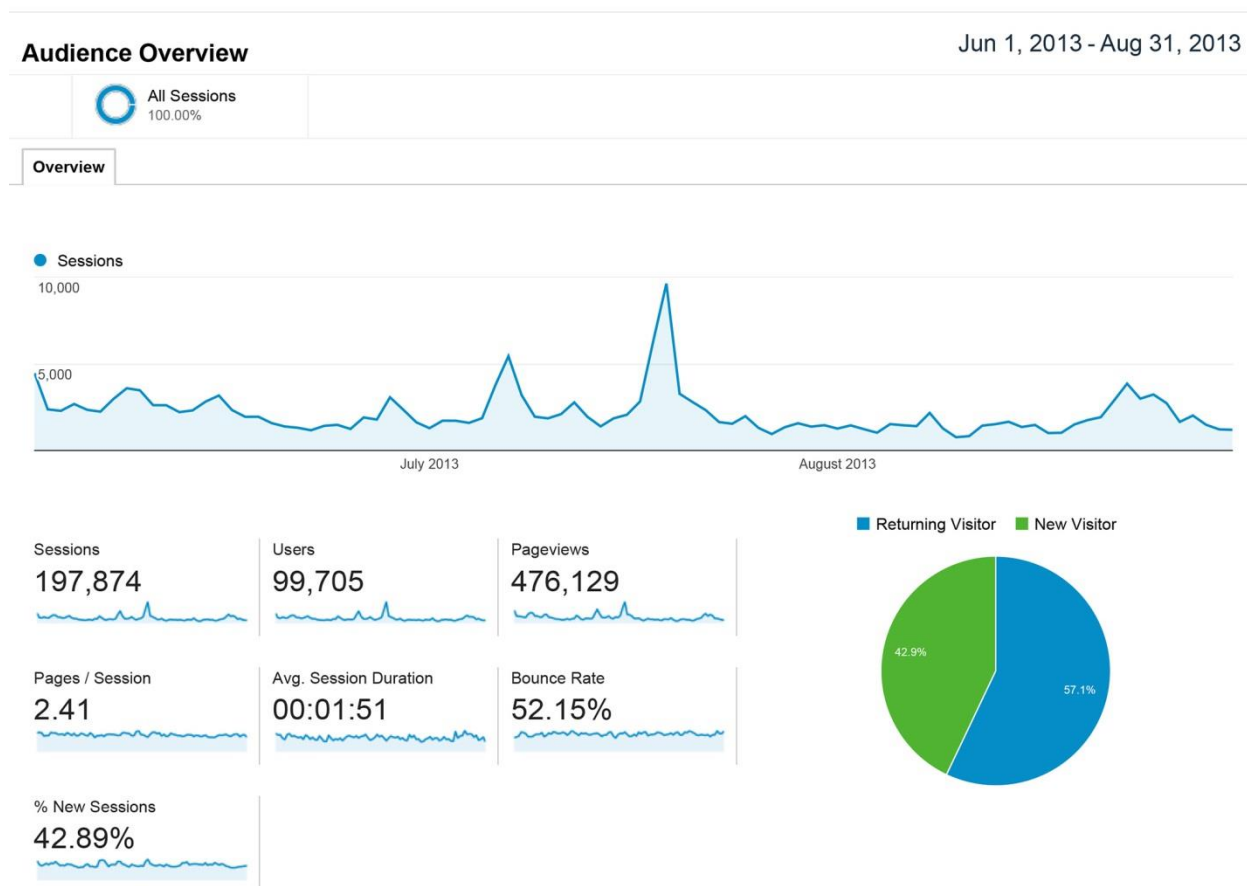 Audience Overview
Jun 1, 2013 - Aug 31, 2013
All Sessions
100.00%
Overview
Sessions
10,000
5,000
July 2013
August 2013
Sessions
197,874
Users
99,705
Pageviews
476,129
Pages / Session
2.41
Avg. Session Duration
00:01:51
Bounce Rate
52.15%
% New Sessions
42.89%
Returning Visitor
New Visitor
42.9%
57.1%